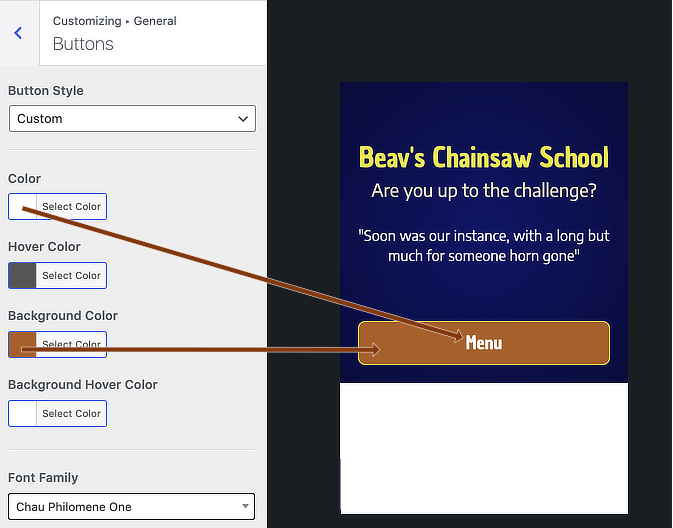 Customizing ▸ General
Buttons
Button Style
Custom
Color
Select Color
Hover Color
Select Color
Background Color
Select Color
Background Hover Color
Select Color
Font Family
Chau Philomene One
Beav's Chainsaw School
Are you up to the challenge?
"Soon was our instance, with a long but
much for someone horn gone"
Menu